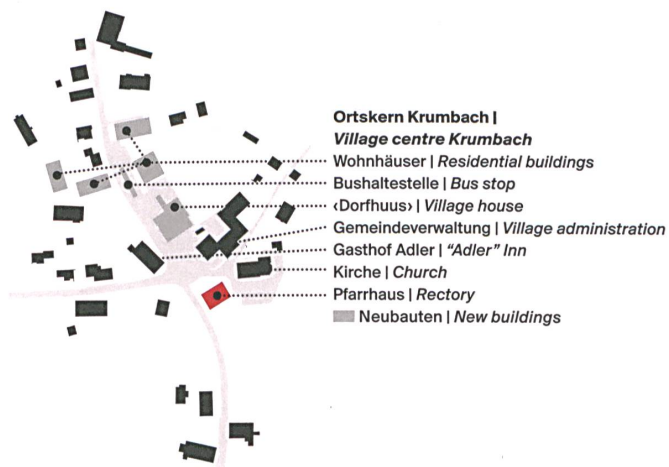 Ortskern Krumbach |
Village centre Krumbach
Wohnhäuser | Residential buildings
Bushaltestelle | Bus stop
‹Dorfhuus› | Village house
Gemeindeverwaltung | Village administration
Gasthof Adler | “Adler” Inn
Kirche | Church
Pfarrhaus | Rectory
Neubauten | New buildings